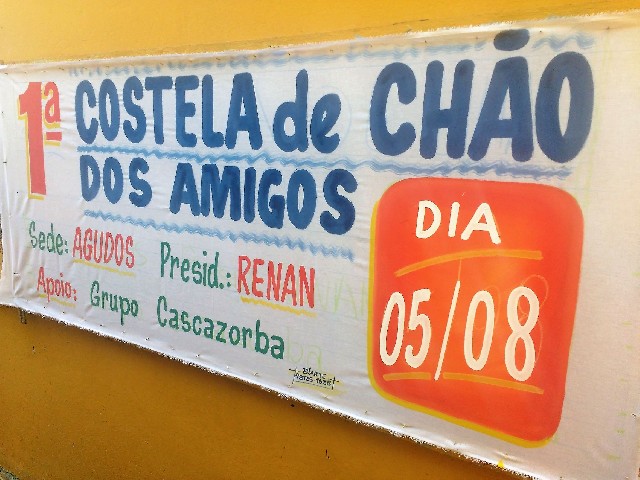 1ª COSTELA de CHÃO
DOS AMIGOS
Sede: AGUDOS
Presid.: RENAN
Apoio: Grupo Cascazorba
DIA
05/08